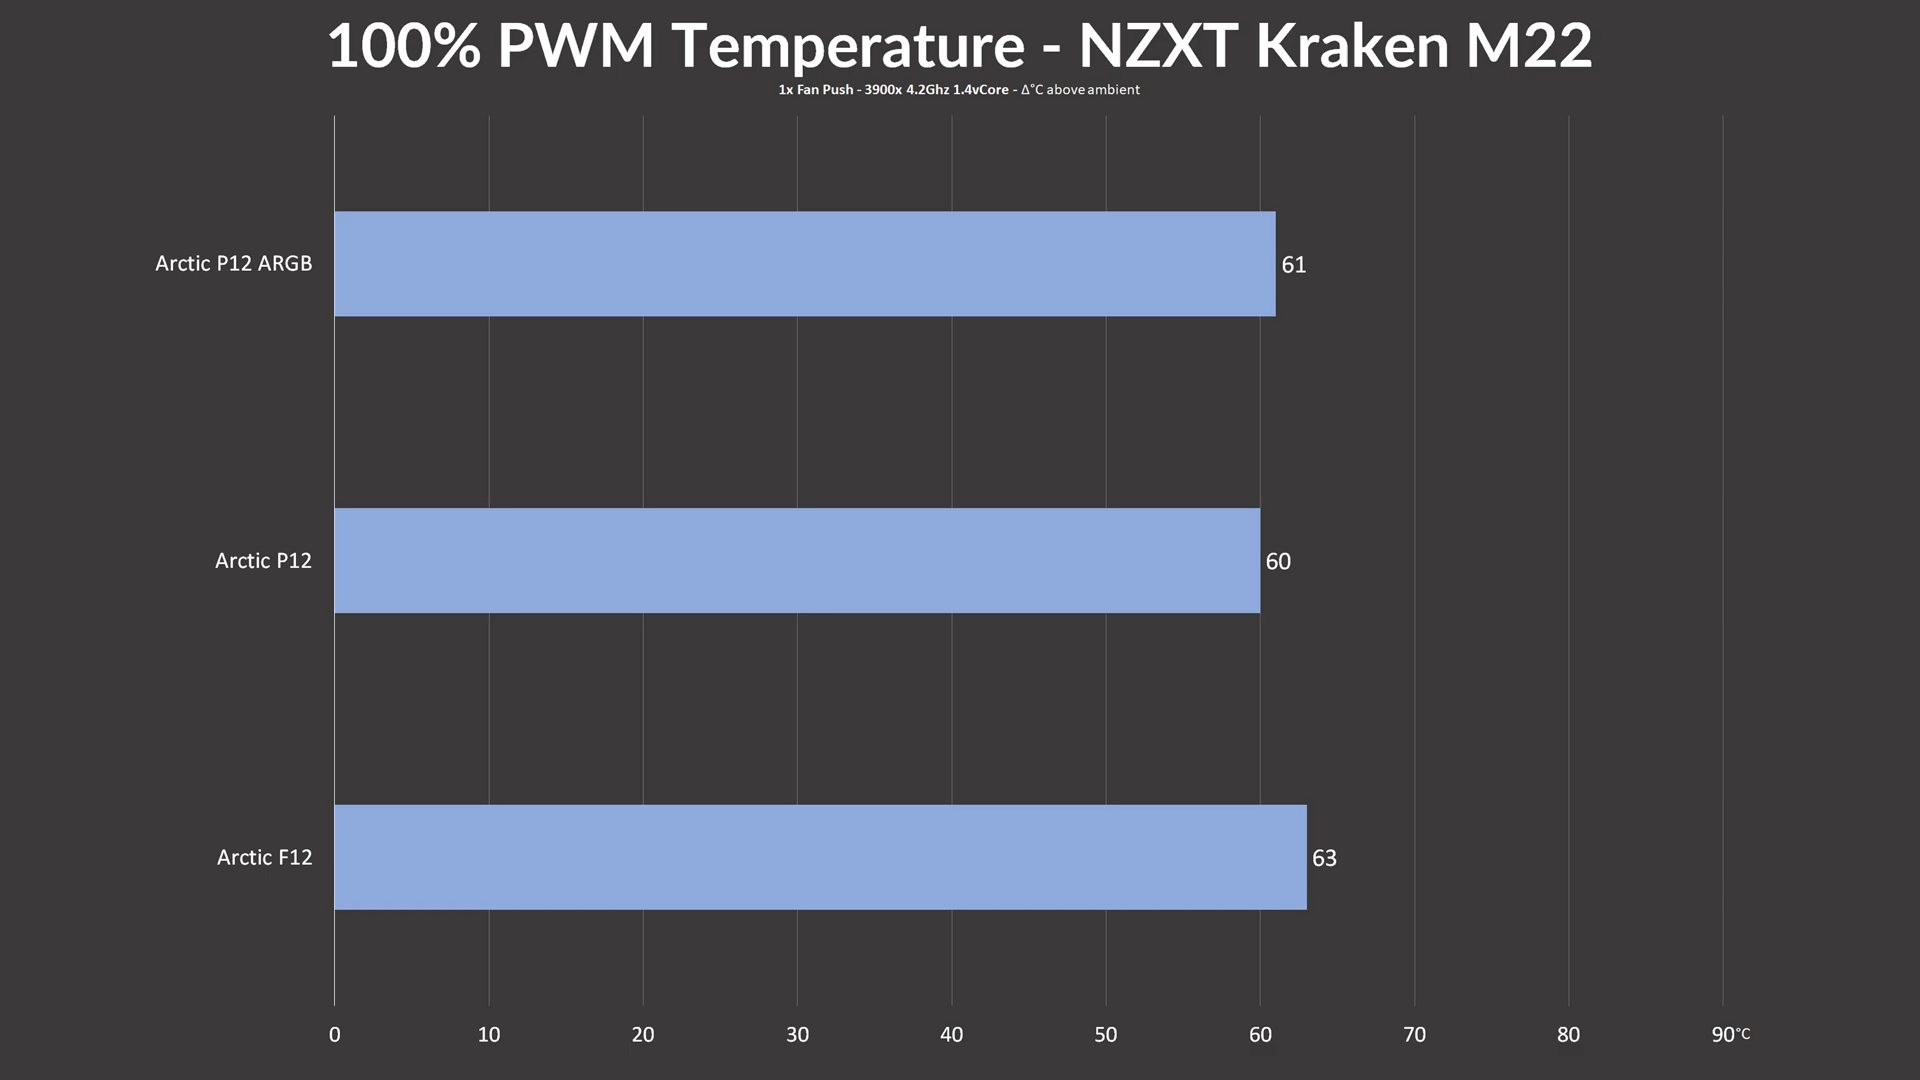 100% PWM Temperature - NZXT Kraken M22
1x Fan Push - 3900x 4.2Ghz 1.4vCore - Δ°C above ambient
Arctic P12 ARGB
61
Arctic P12
60
Arctic F12
63
0 10 20 30 40 50 60 70 80 90°C